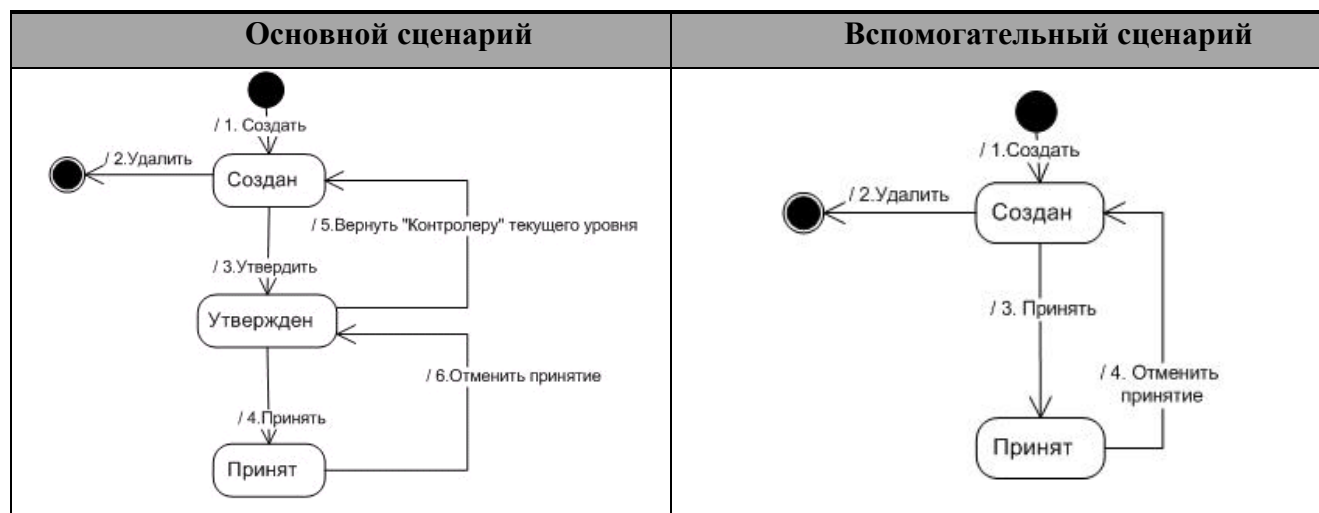 Основной сценарий
/ 1. Создать
/ 2.Удалить
Создан
/ 5.Вернуть "Контролеру" текущего уровня
/ 3.Утвердить
Утвержден
/ 6.Отменить принятие
/ 4.Принять
Принят
Вспомогательный сценарий
/ 1.Создать
/ 2.Удалить
Создан
/ 3. Принять
/ 4. Отменить
принятие
Принят